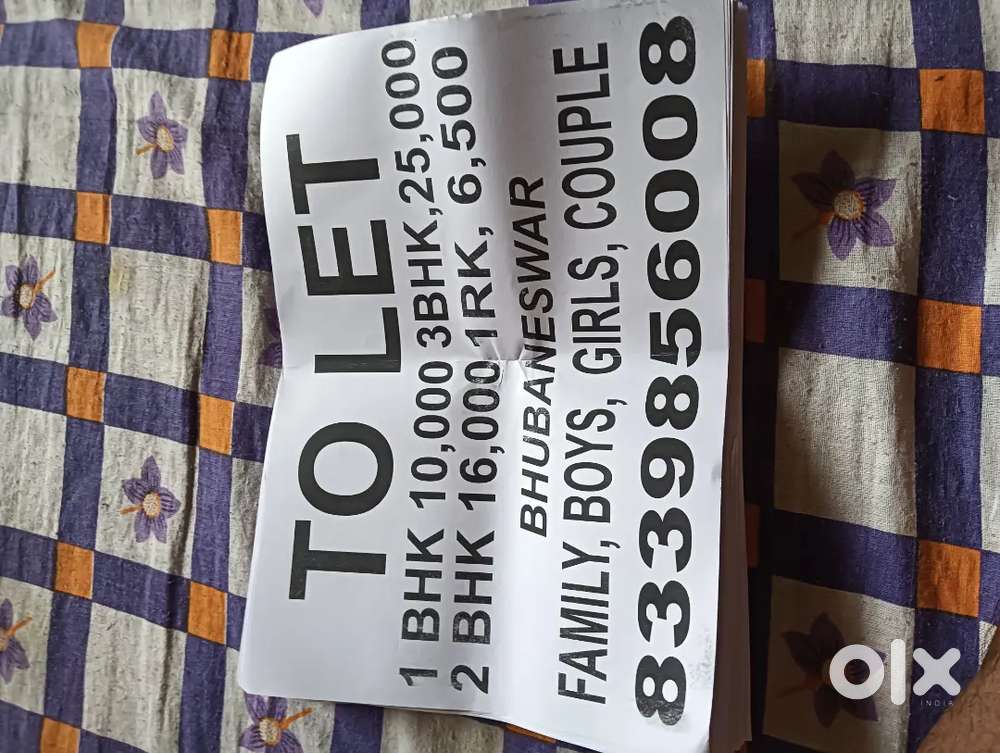 TO LET
1 BHK 10,000 3BHK,25,000
2 BHK 16,000 1RK, 6,500
BHUBANESWAR
FAMILY, BOYS, GIRLS, COUPLE
8339856008
olx
INDIA